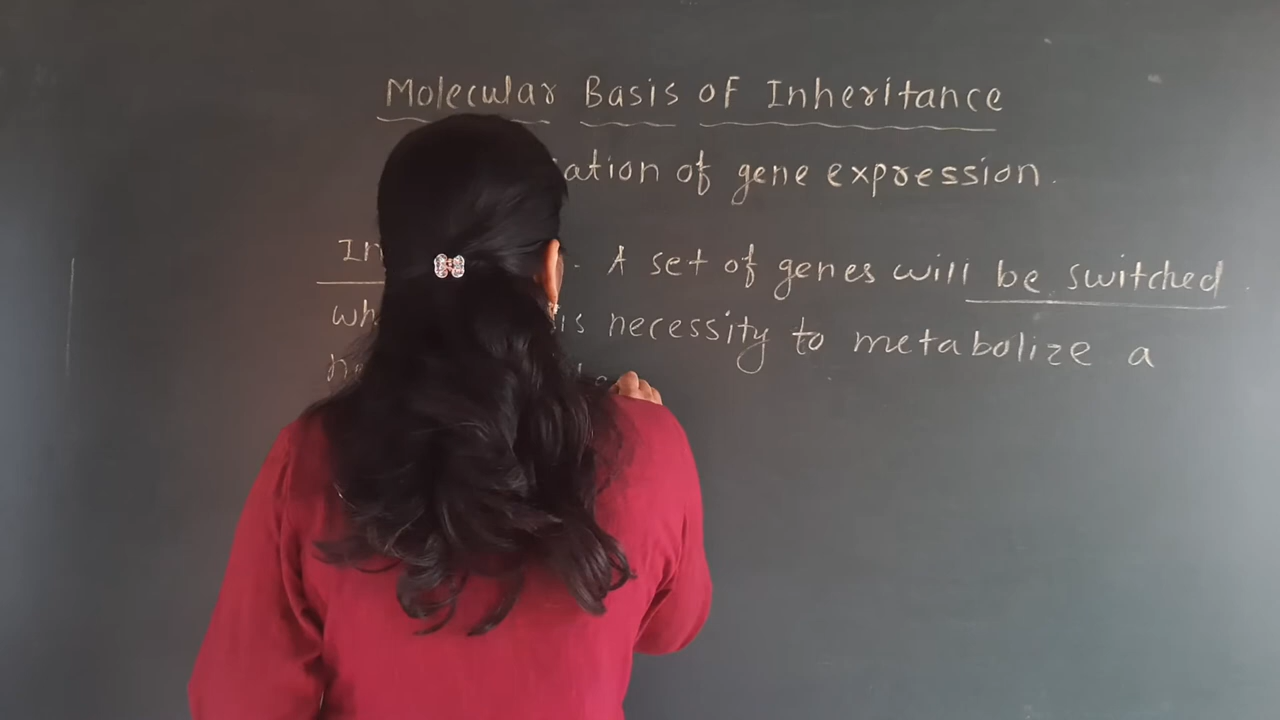 Molecular Basis of Inheritance
ation of gene expression.
In - A set of genes will be switched
wh is necessity to metabolize a